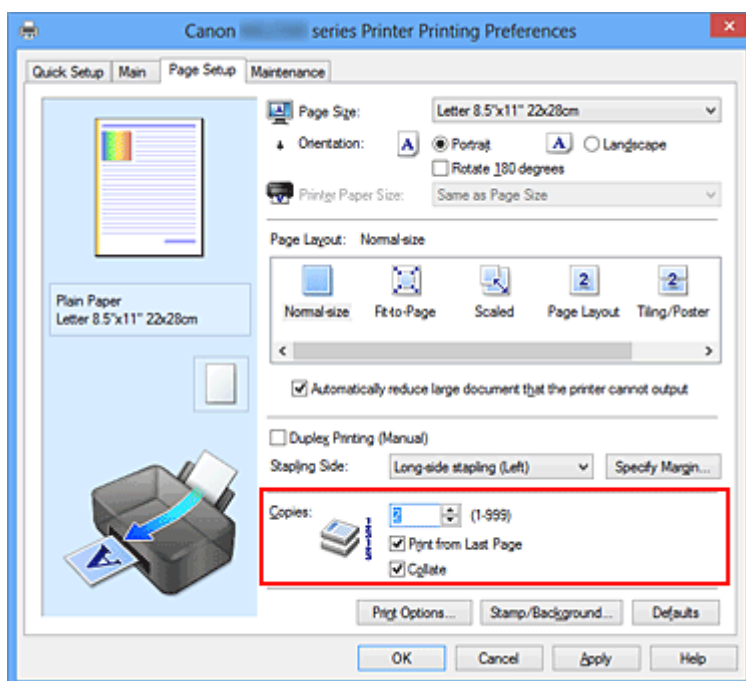 Canon series Printer Printing Preferences
Quick Setup Main Page Setup Maintenance
Page Size: Letter 8.5"x11" 22x28cm
Orientation: A Portrait A Landscape
Rotate 180 degrees
Printer Paper Size: Same as Page Size
Page Layout: Normal-size
2 2
Normal-size Fit-to-Page Scaled Page Layout Tiling/Poster
Automatically reduce large document that the printer cannot output
Plain Paper
Letter 8.5"x11" 22x28cm
Duplex Printing (Manual)
Stapling Side: Long-side stapling (Left) Specify Margin...
Copies: 2 (1-999)
Print from Last Page
Collate
A
Print Options... Stamp/Background... Defaults
OK Cancel Apply Help